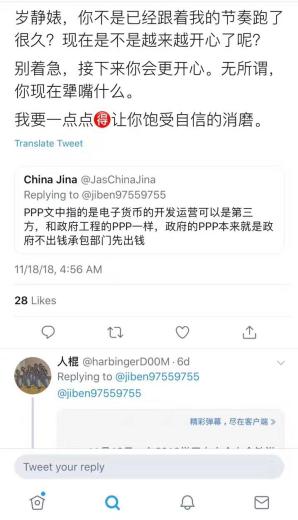 岁静婊，你不是已经跟着我的节奏跑了
很久？现在是不是越来越开心了呢？
别着急，接下来你会更开心。无所谓，
你现在犟嘴什么。
我要一点点🉐让你饱受自信的消磨。
Translate Tweet
China Jina @JasChinaJina
Replying to @jiben97559755
PPP文中指的是电子货币的开发运营可以是第三
方，和政府工程的PPP一样，政府的PPP本来就是政
府不出钱承包部门先出钱
11/18/18, 4:56 AM
28 Likes
人棍 @harbingerD00M · 6d
Replying to @jiben97559755
@jiben97559755
精彩弹幕，尽在客户端
Tweet your reply